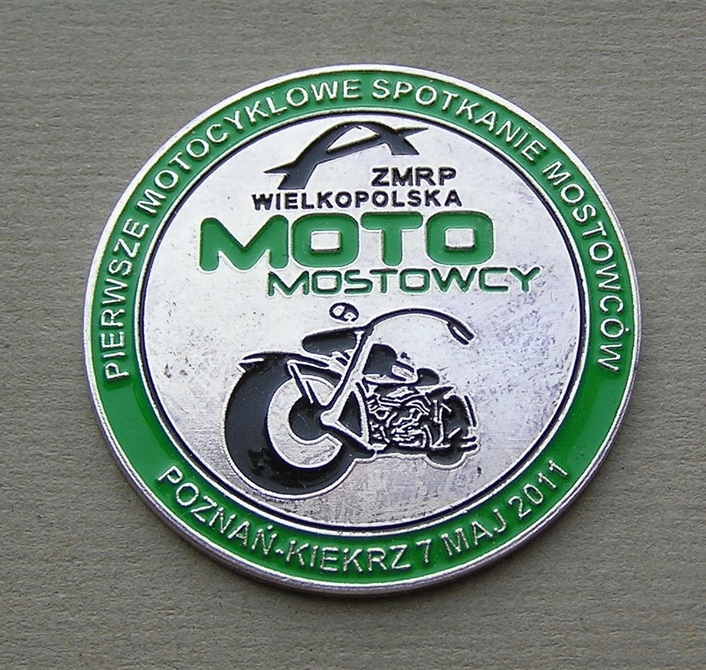 PIERWSZE MOTOCYKLOWE SPOTKANIE MOSTOWCÓW
ZMRP
WIELKOPOLSKA
MOTO
MOSTOWCY
POZNAŃ-KIEKRZ 7 MAJ 2011